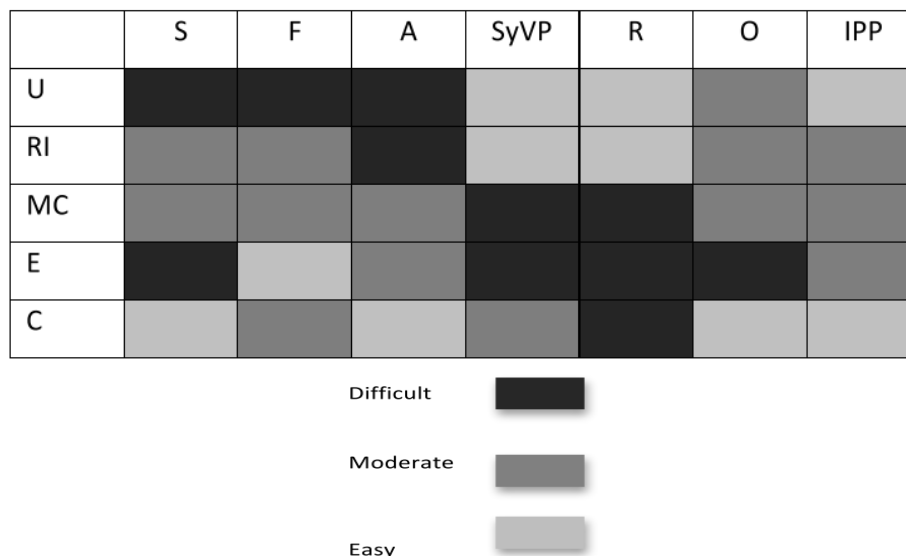 S F A SyVP R O IPP
U
RI
MC
E
C
Difficult
Moderate
Easy